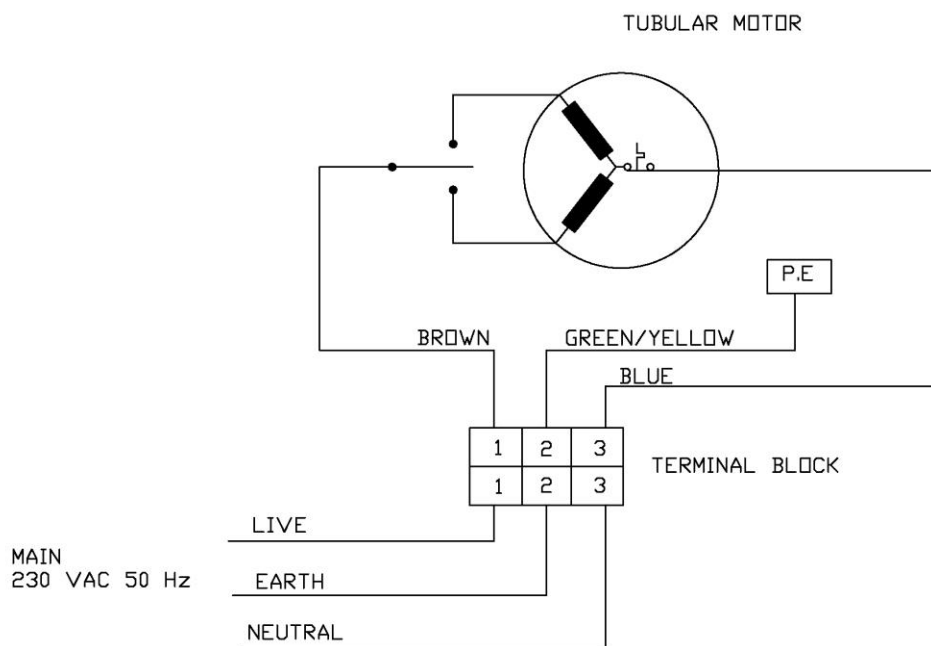 TUBULAR MOTOR
P.E
BROWN
GREEN/YELLOW
BLUE
1 2 3
TERMINAL BLOCK
1 2 3
LIVE
MAIN
230 VAC 50 Hz
EARTH
NEUTRAL